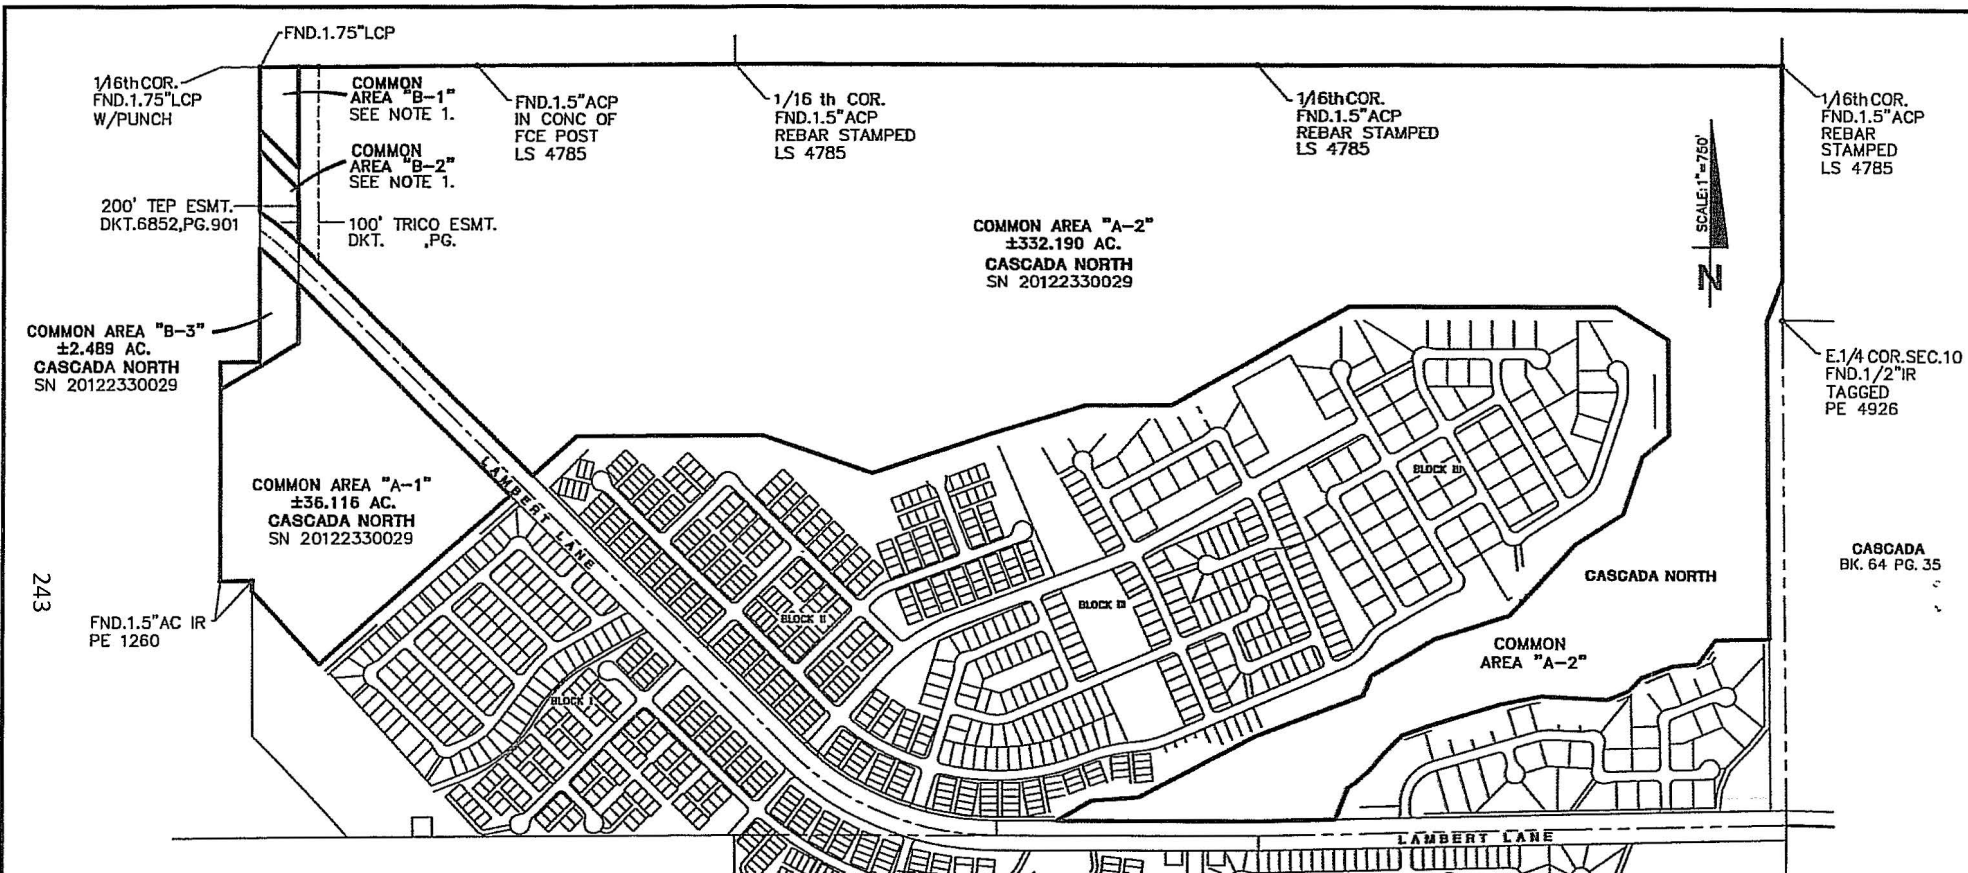 FND.1.75"LCP
1/16th COR.
FND.1.75"LCP
W/PUNCH
COMMON
AREA "B-1"
SEE NOTE 1.
COMMON
AREA "B-2"
SEE NOTE 1.
200' TEP ESMT.
DKT.6852,PG.901
100' TRICO ESMT.
DKT. ,PG.
FND.1.5"ACP
IN CONC OF
FCE POST
LS 4785
1/16 th COR.
FND.1.5"ACP
REBAR STAMPED
LS 4785
1/16th COR.
FND.1.5"ACP
REBAR STAMPED
LS 4785
1/16th COR.
FND.1.5"ACP
REBAR
STAMPED
LS 4785
SCALE:1"=750'
N
COMMON AREA "A-2"
±332.190 AC.
CASCADA NORTH
SN 20122330029
COMMON AREA "B-3"
±2.489 AC.
CASCADA NORTH
SN 20122330029
E.1/4 COR.SEC.10
FND.1/2"IR
TAGGED
PE 4926
COMMON AREA "A-1"
±36.116 AC.
CASCADA NORTH
SN 20122330029
LAMBERT LANE
BLOCK III
CASCADA
BK. 64 PG. 35
CASCADA NORTH
243
FND.1.5"AC IR
PE 1260
BLOCK II
BLOCK III
COMMON
AREA "A-2"
BLOCK I
LAMBERT LANE